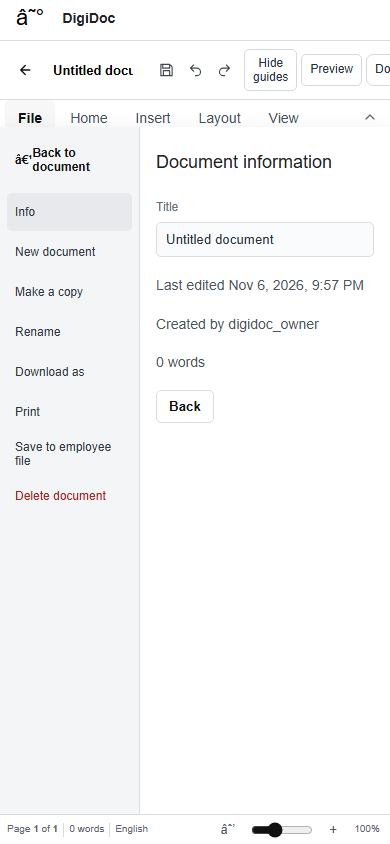 â˜° DigiDoc
Untitled docu
Hide
guides
Preview
Do
File Home Insert Layout View
â€¹Back to
document
Info
New document
Make a copy
Rename
Download as
Print
Save to employee
file
Delete document
Document information
Title
Untitled document
Last edited Nov 6, 2026, 9:57 PM
Created by digidoc_owner
0 words
Back
Page 1 of 1 0 words English âˆ’ + 100%